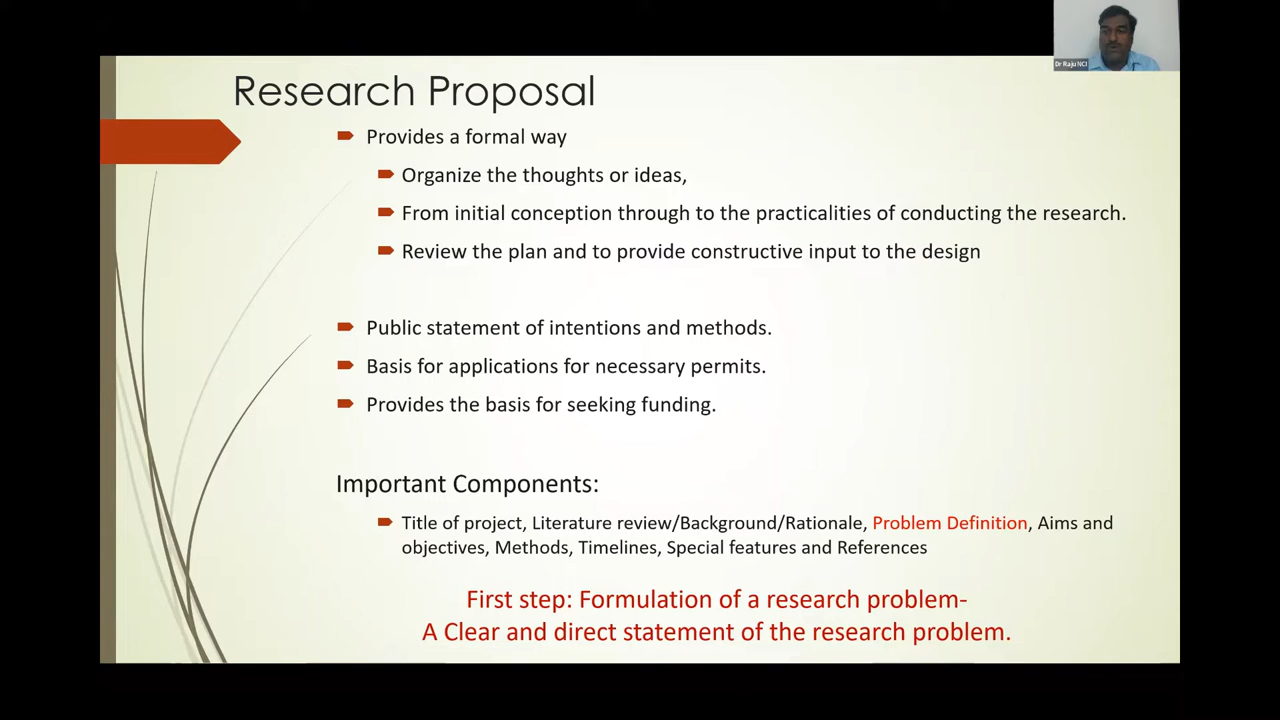 Dr Raju NCI
Research Proposal
Provides a formal way
Organize the thoughts or ideas,
From initial conception through to the practicalities of conducting the research.
Review the plan and to provide constructive input to the design
Public statement of intentions and methods.
Basis for applications for necessary permits.
Provides the basis for seeking funding.
Important Components:
Title of project, Literature review/Background/Rationale, Problem Definition, Aims and
objectives, Methods, Timelines, Special features and References
First step: Formulation of a research problem-
A Clear and direct statement of the research problem.